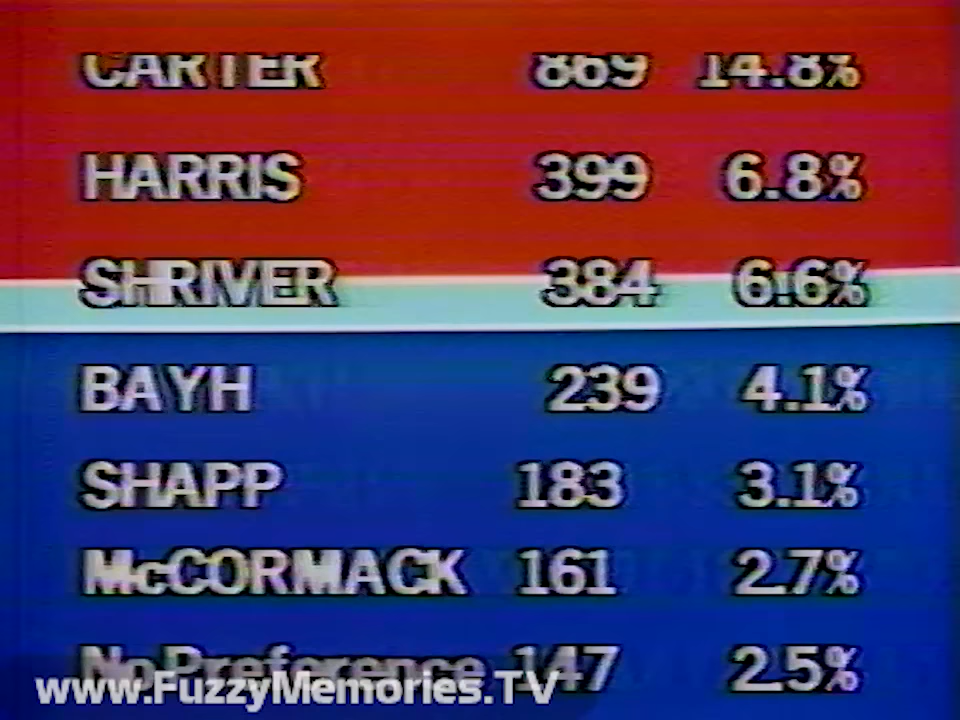 CARTER 869 14.8%
HARRIS 399 6.8%
SHRIVER 384 6.6%
BAYH 239 4.1%
SHAPP 183 3.1%
McCORMACK 161 2.7%
No Preference 147 2.5%
www.FuzzyMemories.TV